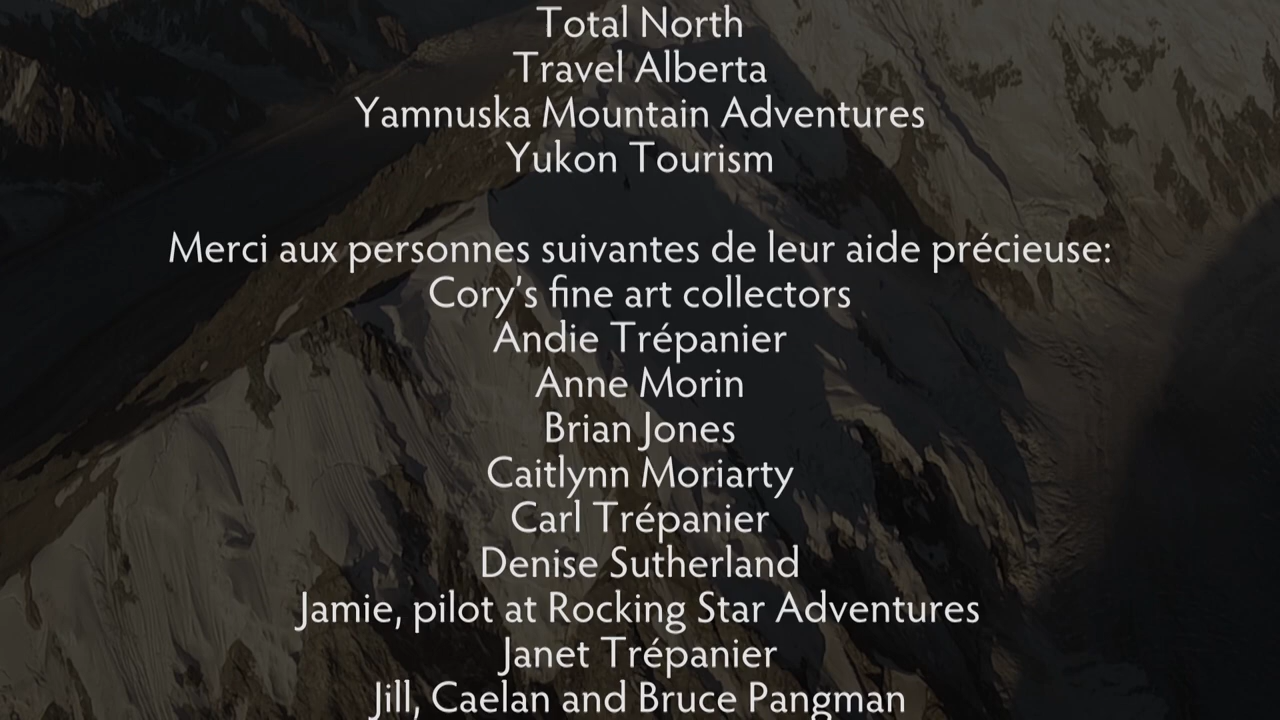 Total North
Travel Alberta
Yamnuska Mountain Adventures
Yukon Tourism
Merci aux personnes suivantes de leur aide précieuse:
Cory's fine art collectors
Andie Trépanier
Anne Morin
Brian Jones
Caitlynn Moriarty
Carl Trépanier
Denise Sutherland
Jamie, pilot at Rocking Star Adventures
Janet Trépanier
Jill, Caelan and Bruce Pangman